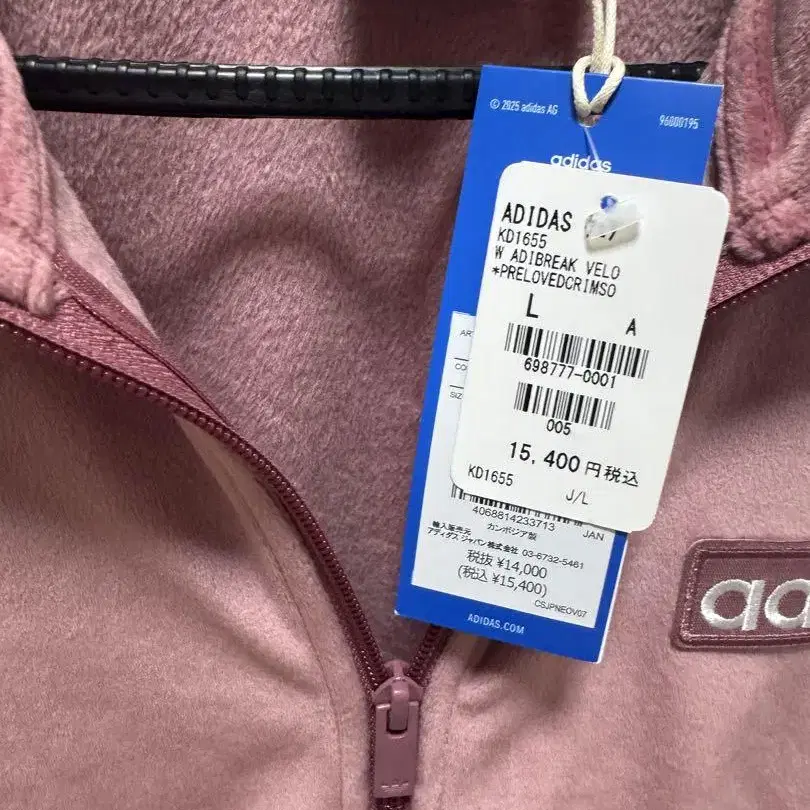 © 2025 adidas AG
96000195
adidas
ADIDAS
KD1655
W ADIBREAK VELO
*PRELOVEDCRIMSO
L A
698777-0001
005
15,400円税込
KD1655 J/L
4068814233713 JAN
カンボジア製
輸入販売元
アディダス ジャパン株式会社 03-6732-5461
税抜 ¥14,000
(税込 ¥15,400)
CSJPNEOV07
ADIDAS.COM